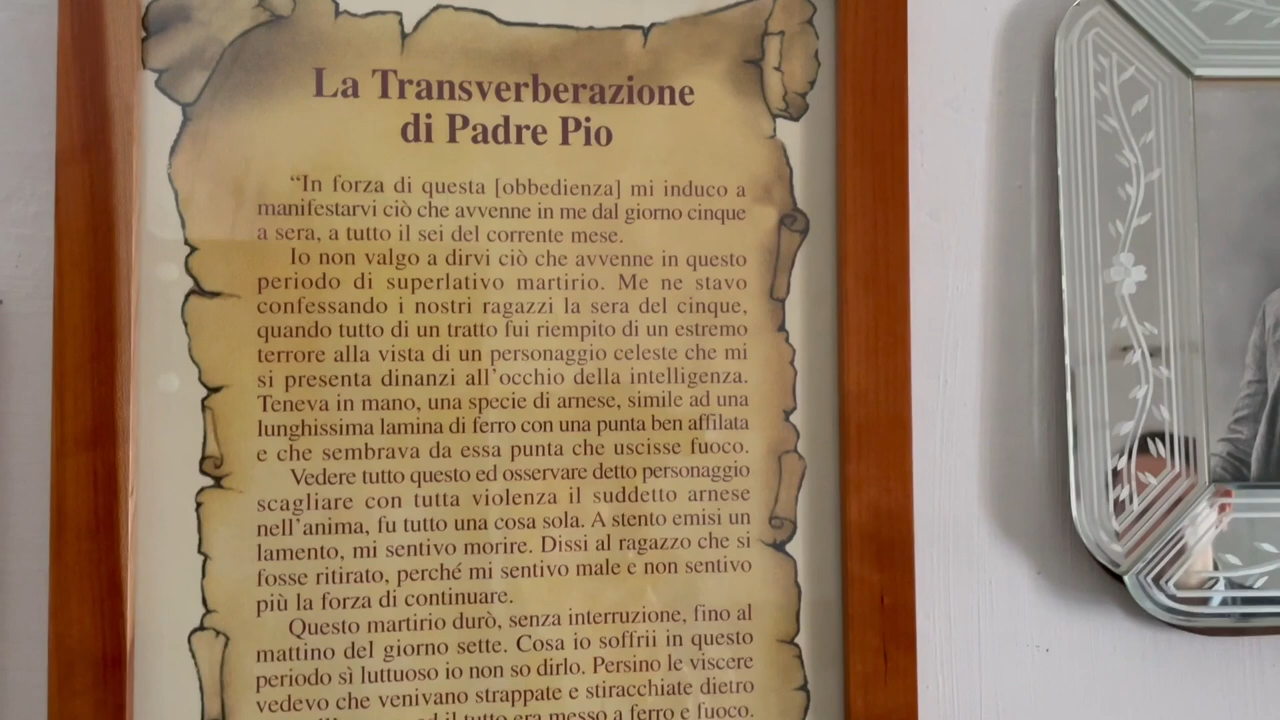 La Transverberazione
di Padre Pio
“In forza di questa [obbedienza] mi induco a
manifestarvi ciò che avvenne in me dal giorno cinque
a sera, a tutto il sei del corrente mese.
Io non valgo a dirvi ciò che avvenne in questo
periodo di superlativo martirio. Me ne stavo
confessando i nostri ragazzi la sera del cinque,
quando tutto di un tratto fui riempito di un estremo
terrore alla vista di un personaggio celeste che mi
si presenta dinanzi all’occhio della intelligenza.
Teneva in mano, una specie di arnese, simile ad una
lunghissima lamina di ferro con una punta ben affilata
e che sembrava da essa punta che uscisse fuoco.
Vedere tutto questo ed osservare detto personaggio
scagliare con tutta violenza il suddetto arnese
nell’anima, fu tutto una cosa sola. A stento emisi un
lamento, mi sentivo morire. Dissi al ragazzo che si
fosse ritirato, perché mi sentivo male e non sentivo
più la forza di continuare.
Questo martirio durò, senza interruzione, fino al
mattino del giorno sette. Cosa io soffrii in questo
periodo sì luttuoso io non so dirlo. Persino le viscere
vedevo che venivano strappate e stiracchiate dietro
ed il tutto era messo a ferro e fuoco.